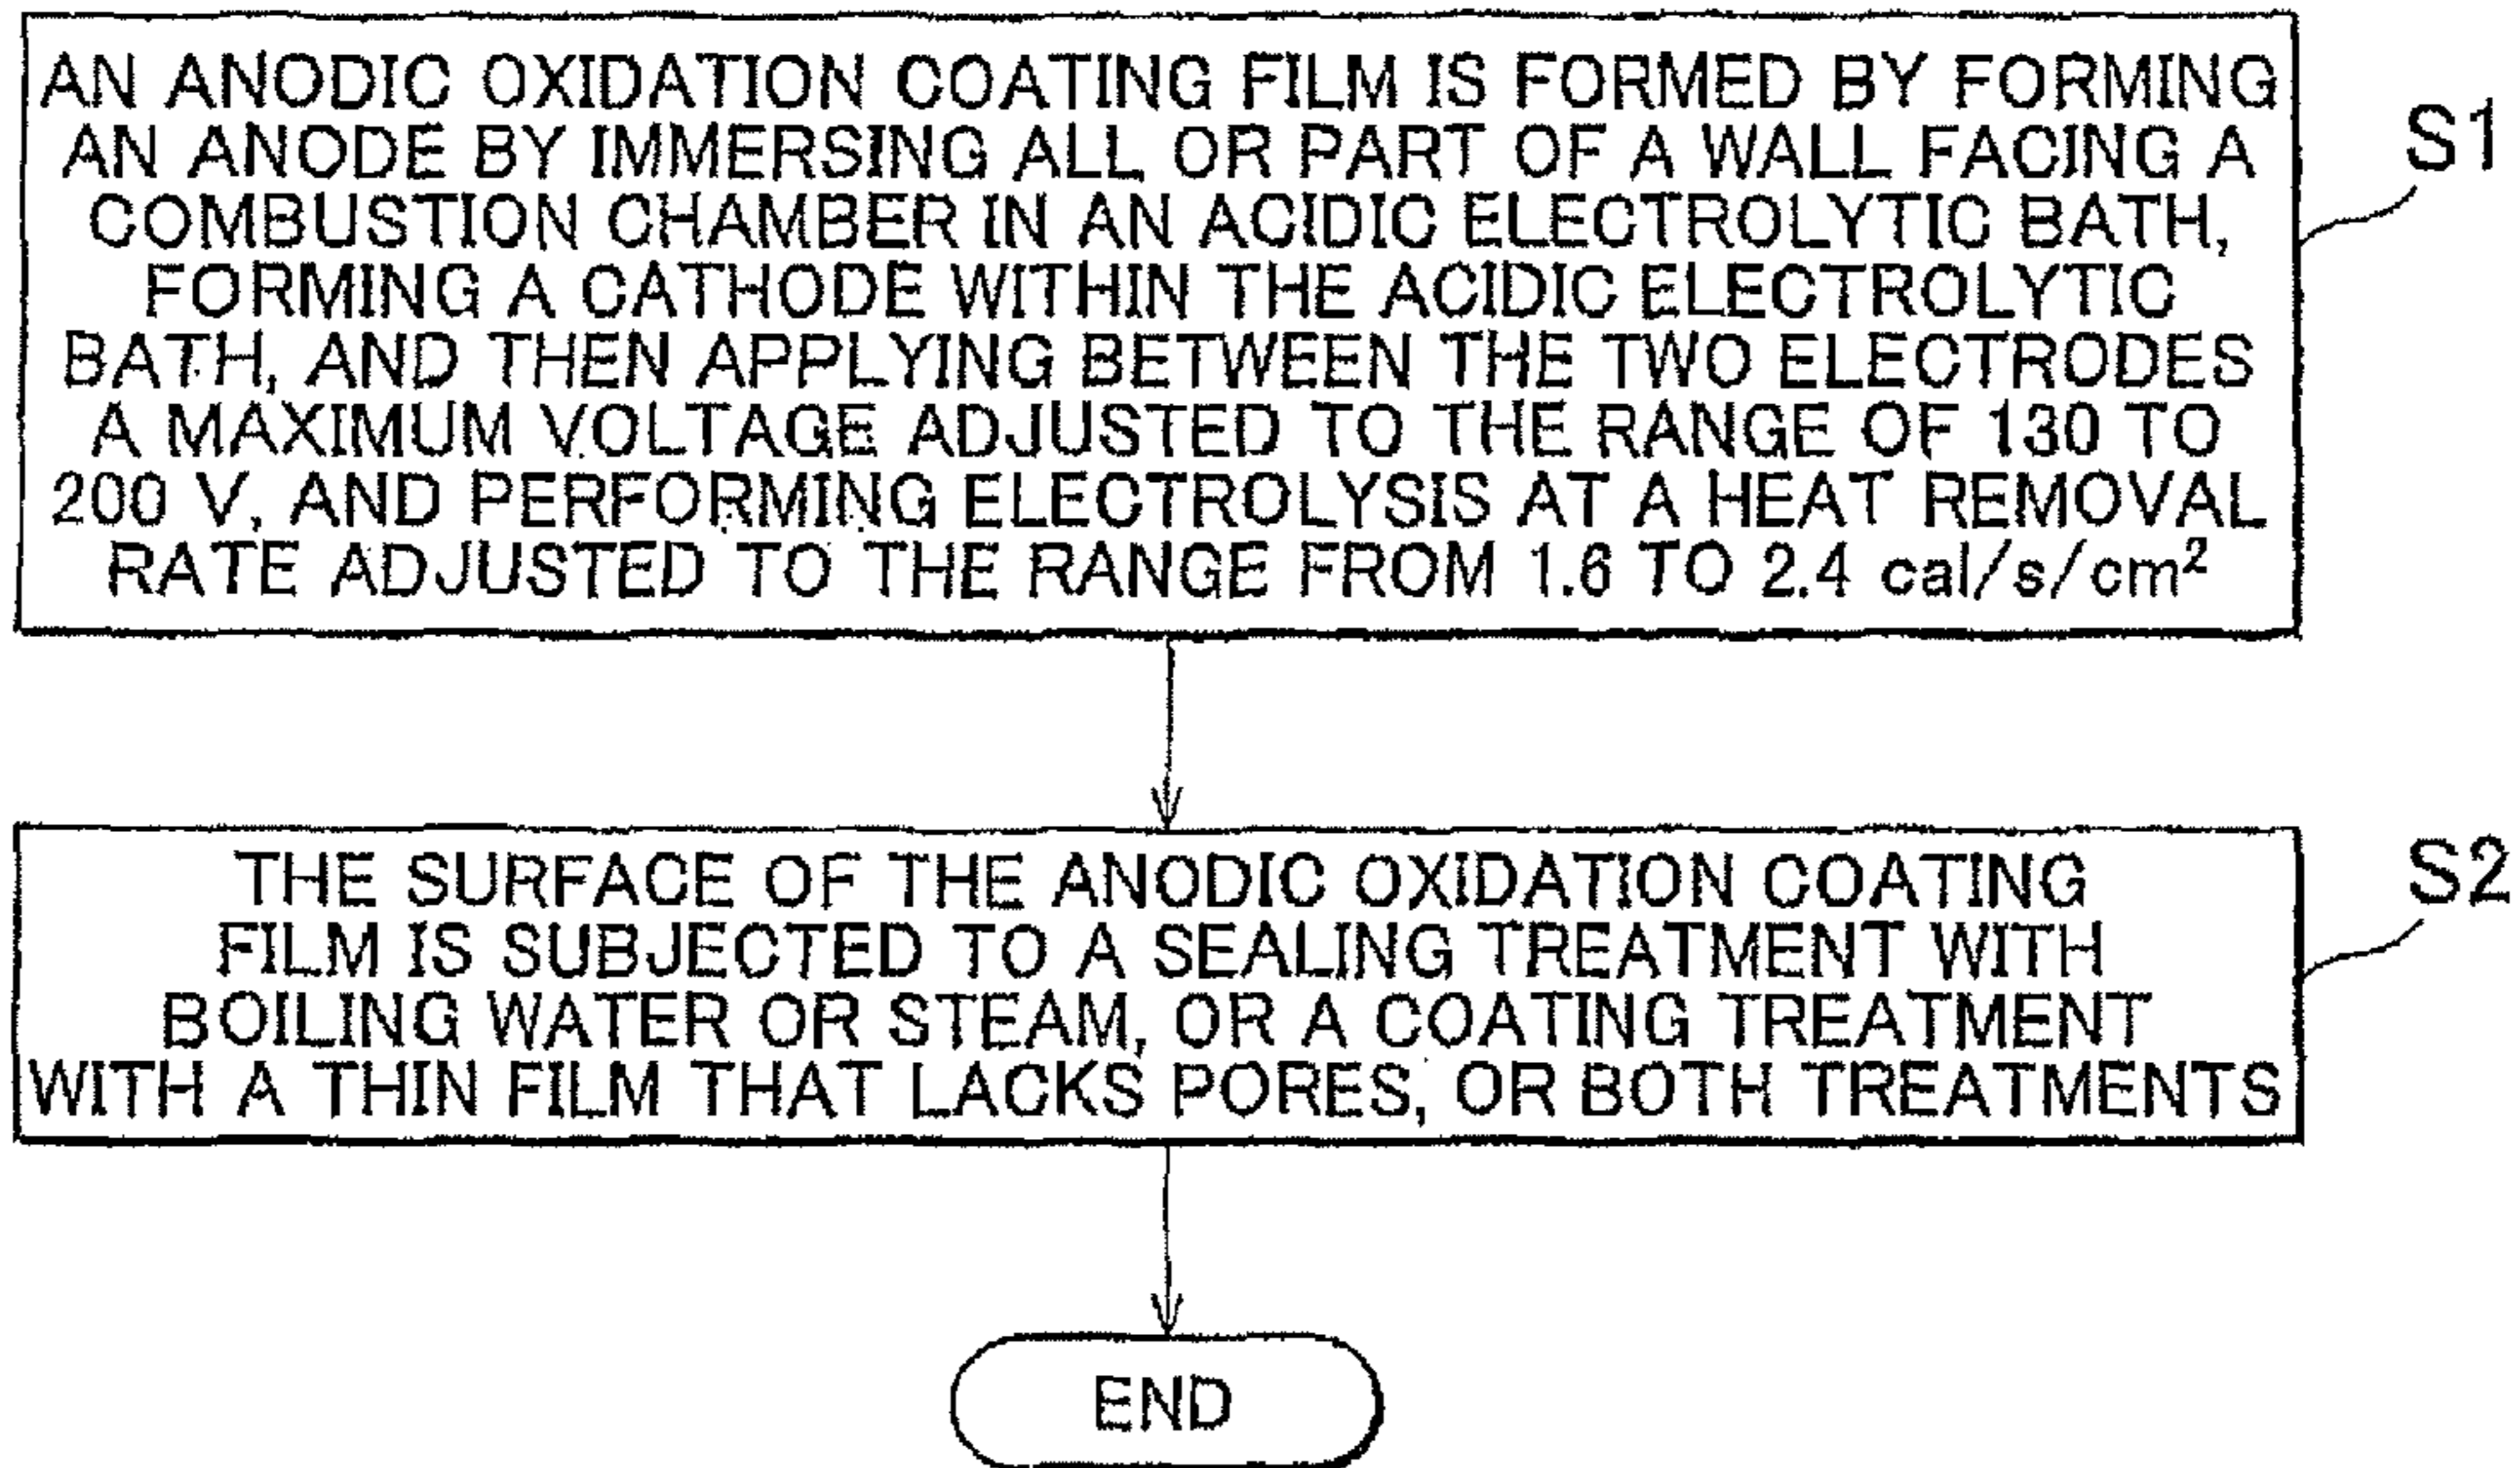 AN ANODIC OXIDATION COATING FILM IS FORMED BY FORMING
AN ANODE BY IMMERSING ALL OR PART OF A WALL FACING A
COMBUSTION CHAMBER IN AN ACIDIC ELECTROLYTIC BATH,
FORMING A CATHODE WITHIN THE ACIDIC ELECTROLYTIC
BATH, AND THEN APPLYING BETWEEN THE TWO ELECTRODES
A MAXIMUM VOLTAGE ADJUSTED TO THE RANGE OF 130 TO
200 V, AND PERFORMING ELECTROLYSIS AT A HEAT REMOVAL
RATE ADJUSTED TO THE RANGE FROM 1.6 TO 2.4 cal/s/cm²
S1
THE SURFACE OF THE ANODIC OXIDATION COATING
FILM IS SUBJECTED TO A SEALING TREATMENT WITH
BOILING WATER OR STEAM, OR A COATING TREATMENT
WITH A THIN FILM THAT LACKS PORES, OR BOTH TREATMENTS
S2
END